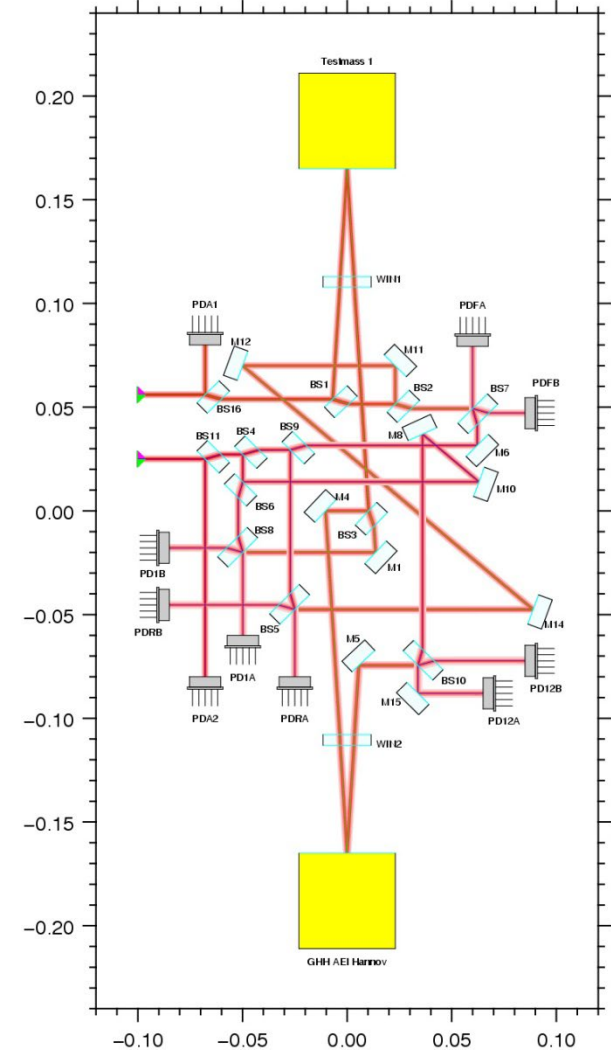 Testmass 1
0.20
0.15
WIN1
0.10
PDA1
PDFA
M12
M11
PDFB
BS1
BS2
BS7
0.05
BS16
BS11
BS4
BS9
M8
M6
BS6
M4
M10
0.00
BS8
BS3
PD1B
M1
PDRB
−0.05
BS5
M14
M5
PD1A
BS10
PD12B
PDA2
PDRA
M15
PD12A
−0.10
WIN2
−0.15
−0.20
GHH AEI Hannov
−0.10
−0.05
0.00
0.05
0.10